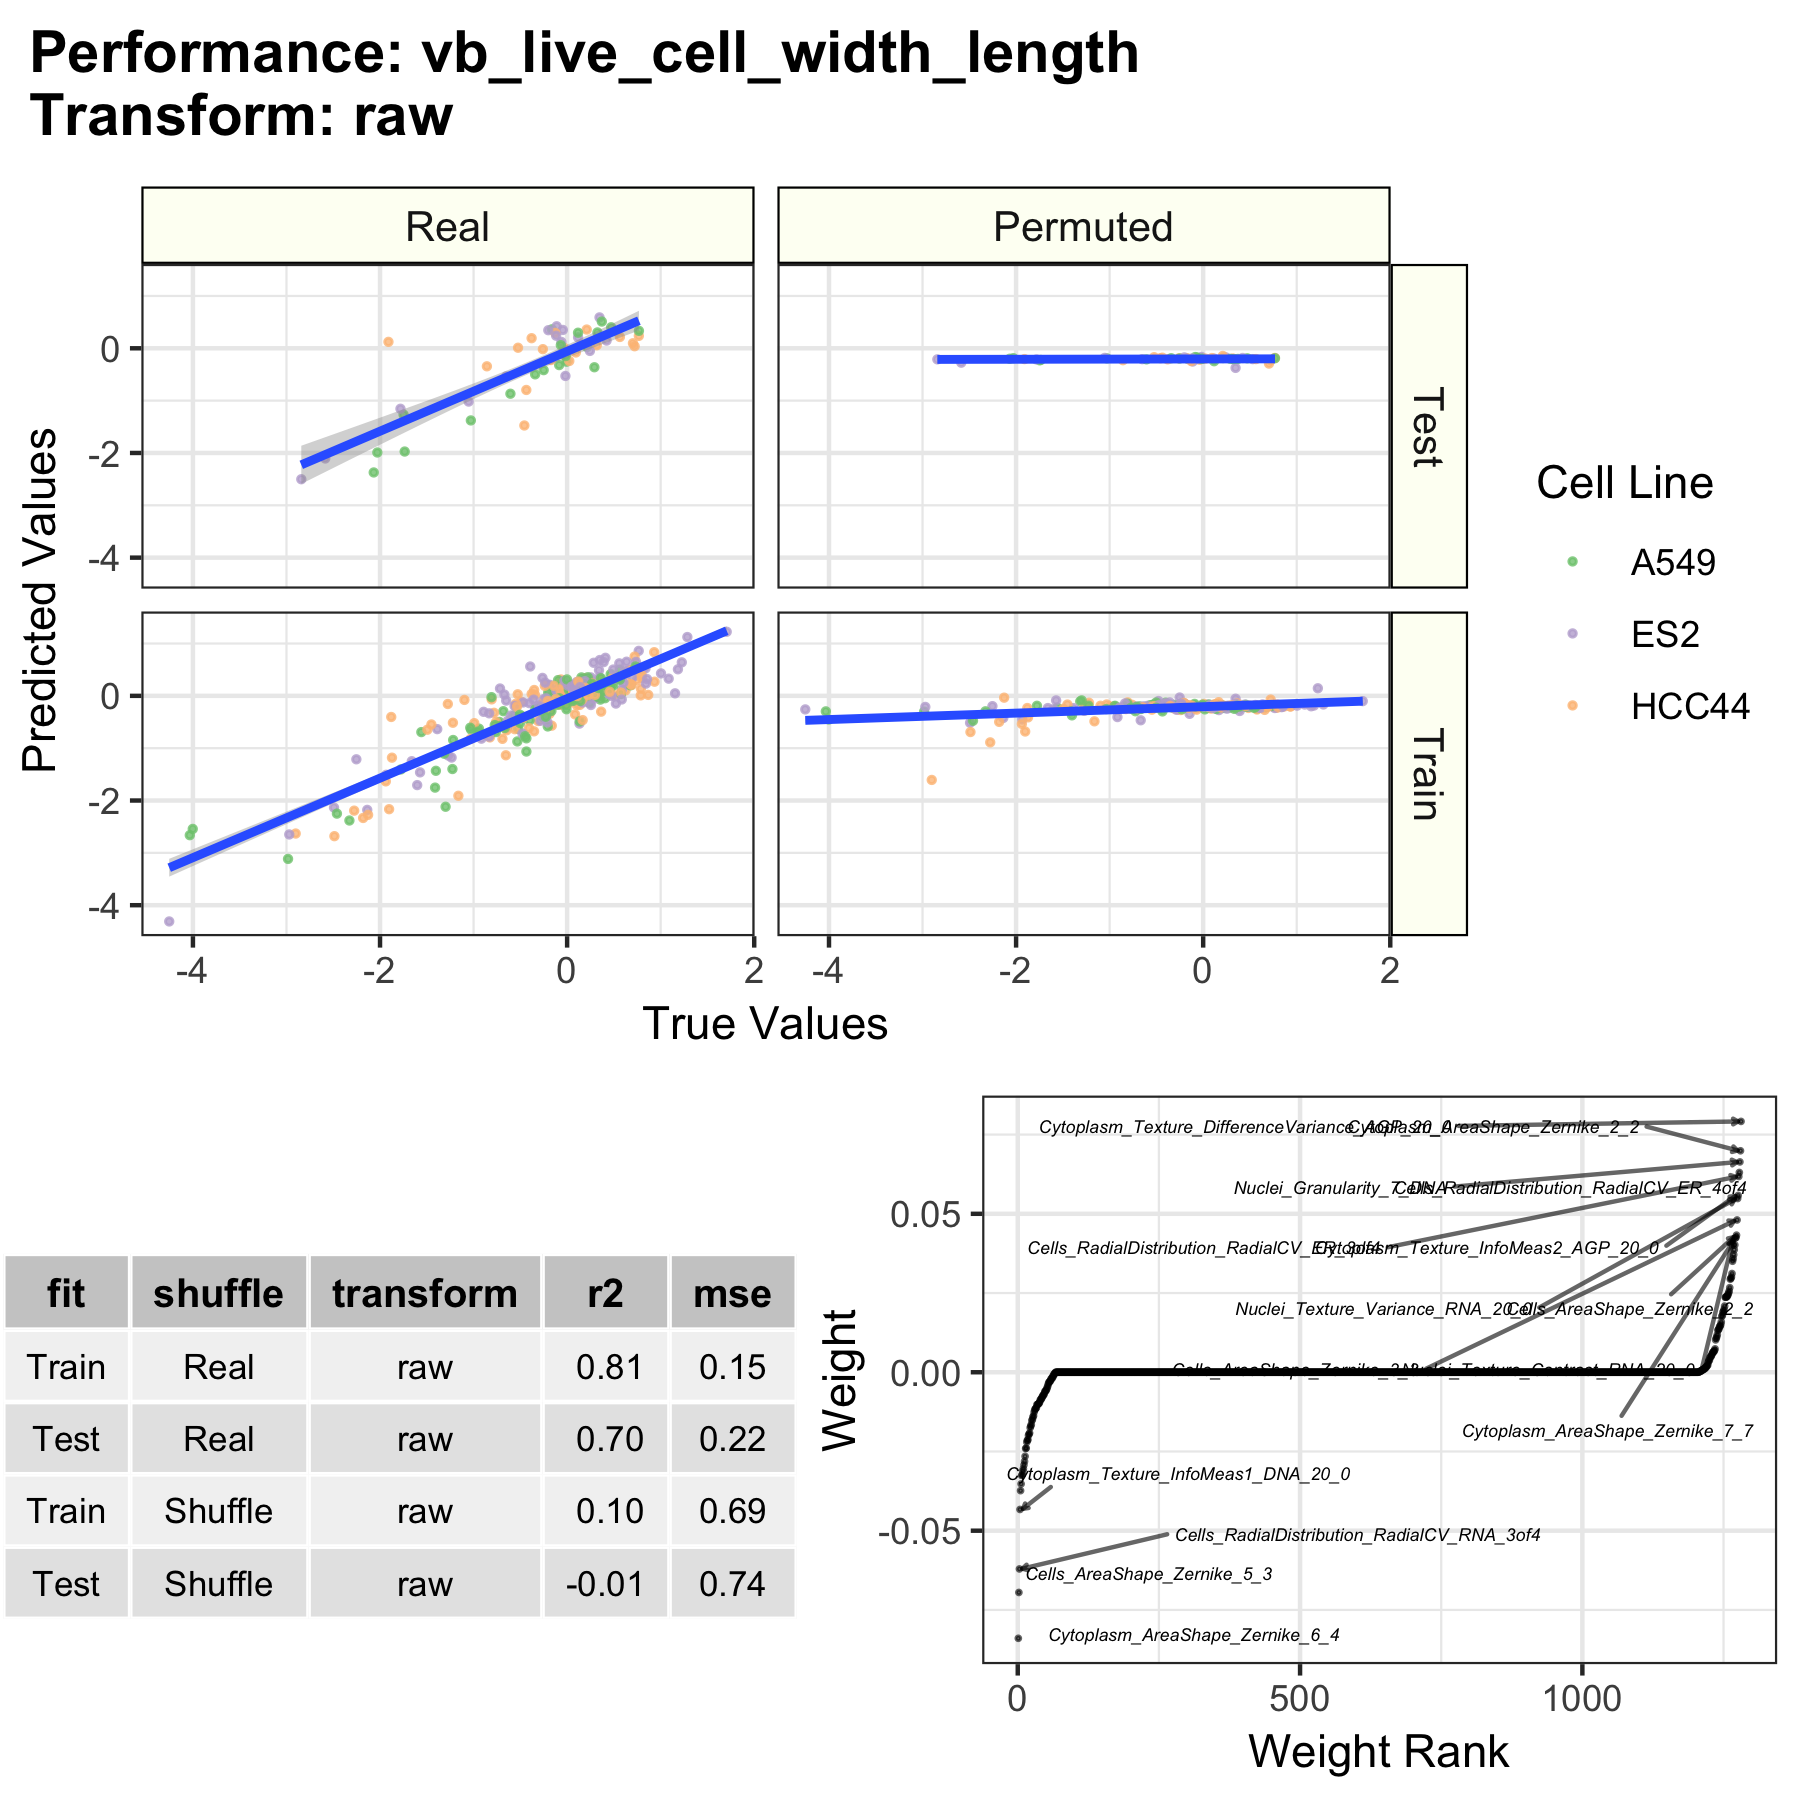 Performance: vb_live_cell_width_length
Transform: raw
Real
Permuted
0
-2
-4
Test
0
-2
-4
Train
Predicted Values
-4
-2
0
2
-4
-2
0
2
True Values
Cell Line
A549
ES2
HCC44
fit shuffle transform r2 mse
Train Real raw 0.81 0.15
Test Real raw 0.70 0.22
Train Shuffle raw 0.10 0.69
Test Shuffle raw -0.01 0.74
Weight
0.05
0.00
-0.05
Cytoplasm_Texture_DifferenceVariance_AGP_20_0
Cytoplasm_AreaShape_Zernike_2_2
Nuclei_Granularity_7_DNA
Cells_RadialDistribution_RadialCV_ER_4of4
Cells_RadialDistribution_RadialCV_ER_3of4
Cytoplasm_Texture_InfoMeas2_AGP_20_0
Nuclei_Texture_Variance_RNA_20_0
Cells_AreaShape_Zernike_2_2
Nuclei_Texture_Contrast_RNA_20_0
Cytoplasm_AreaShape_Zernike_7_7
Cytoplasm_Texture_InfoMeas1_DNA_20_0
Cells_RadialDistribution_RadialCV_RNA_3of4
Cells_AreaShape_Zernike_5_3
Cytoplasm_AreaShape_Zernike_6_4
0
500
1000
Weight Rank